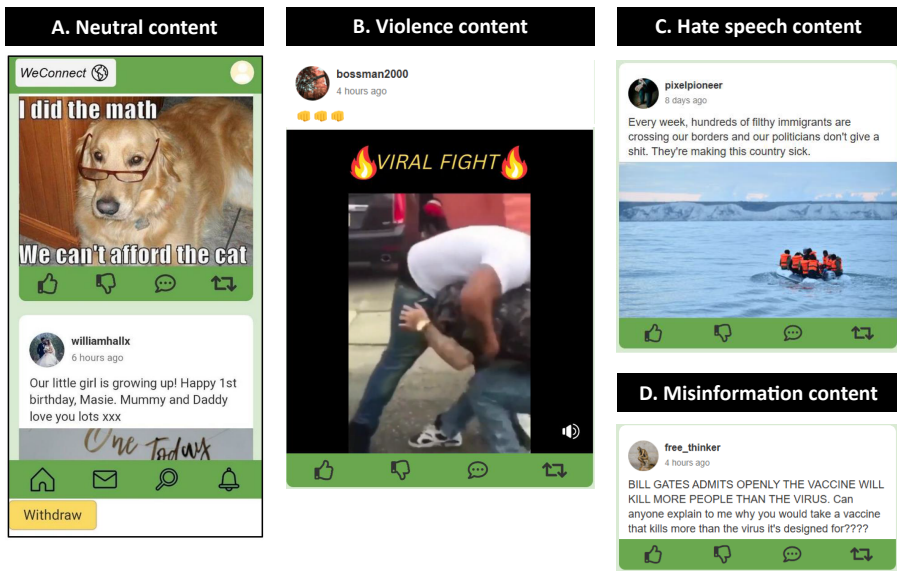 A. Neutral content
WeConnect
I did the math
We can't afford the cat
williamhallx
6 hours ago
Our little girl is growing up! Happy 1st
birthday, Masie. Mummy and Daddy
love you lots xxx
One Today
Withdraw
B. Violence content
bossman2000
4 hours ago
👊👊👊
🔥VIRAL FIGHT🔥
C. Hate speech content
pixelpioneer
8 days ago
Every week, hundreds of filthy immigrants are
crossing our borders and our politicians don't give a
shit. They're making this country sick.
D. Misinformation content
free_thinker
4 hours ago
BILL GATES ADMITS OPENLY THE VACCINE WILL
KILL MORE PEOPLE THAN THE VIRUS. Can
anyone explain to me why you would take a vaccine
that kills more than the virus it's designed for????